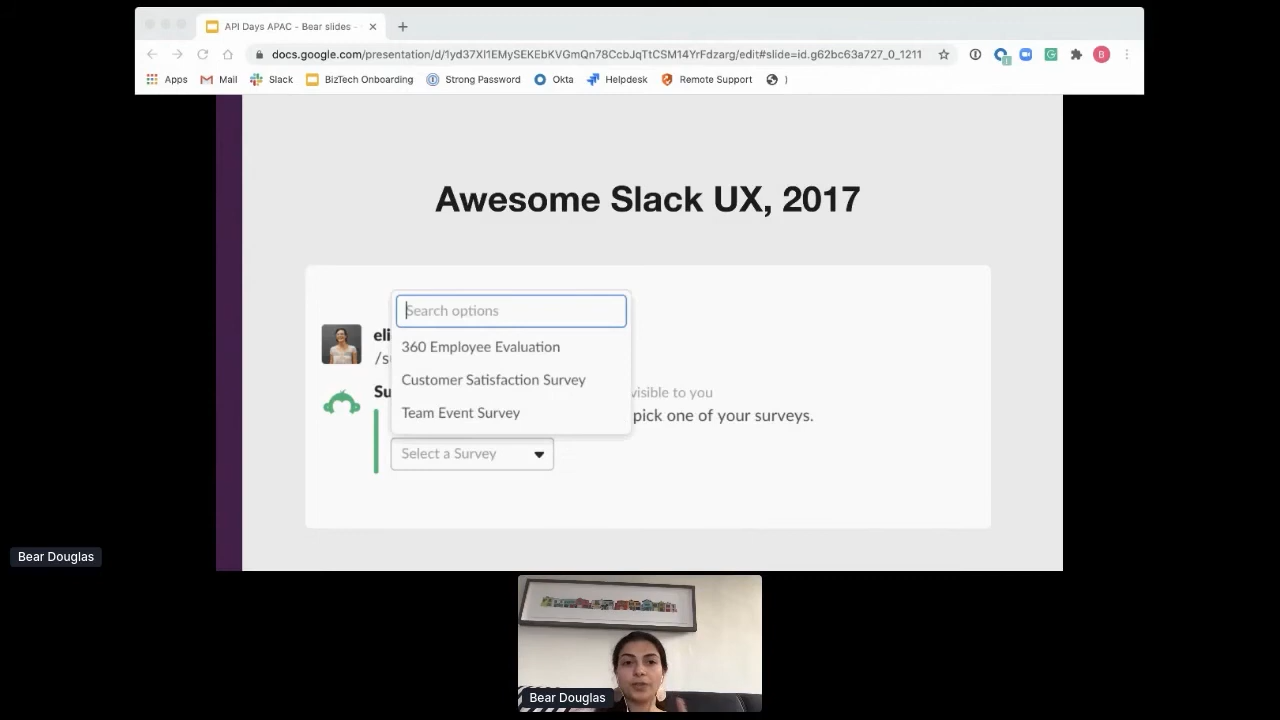 API Days APAC - Bear slides -
docs.google.com/presentation/d/1yd37Xl1EMySEKEbKVGmQn78CcbJqTtCSM14YrFdzarg/edit#slide=id.g62bc63a727_0_1211
B
Apps
Mail
Slack
BizTech Onboarding
Strong Password
Okta
Helpdesk
Remote Support
)
Awesome Slack UX, 2017
Search options
eli
360 Employee Evaluation
/s
Customer Satisfaction Survey
Su
visible to you
Team Event Survey
pick one of your surveys.
Select a Survey
Bear Douglas
Bear Douglas